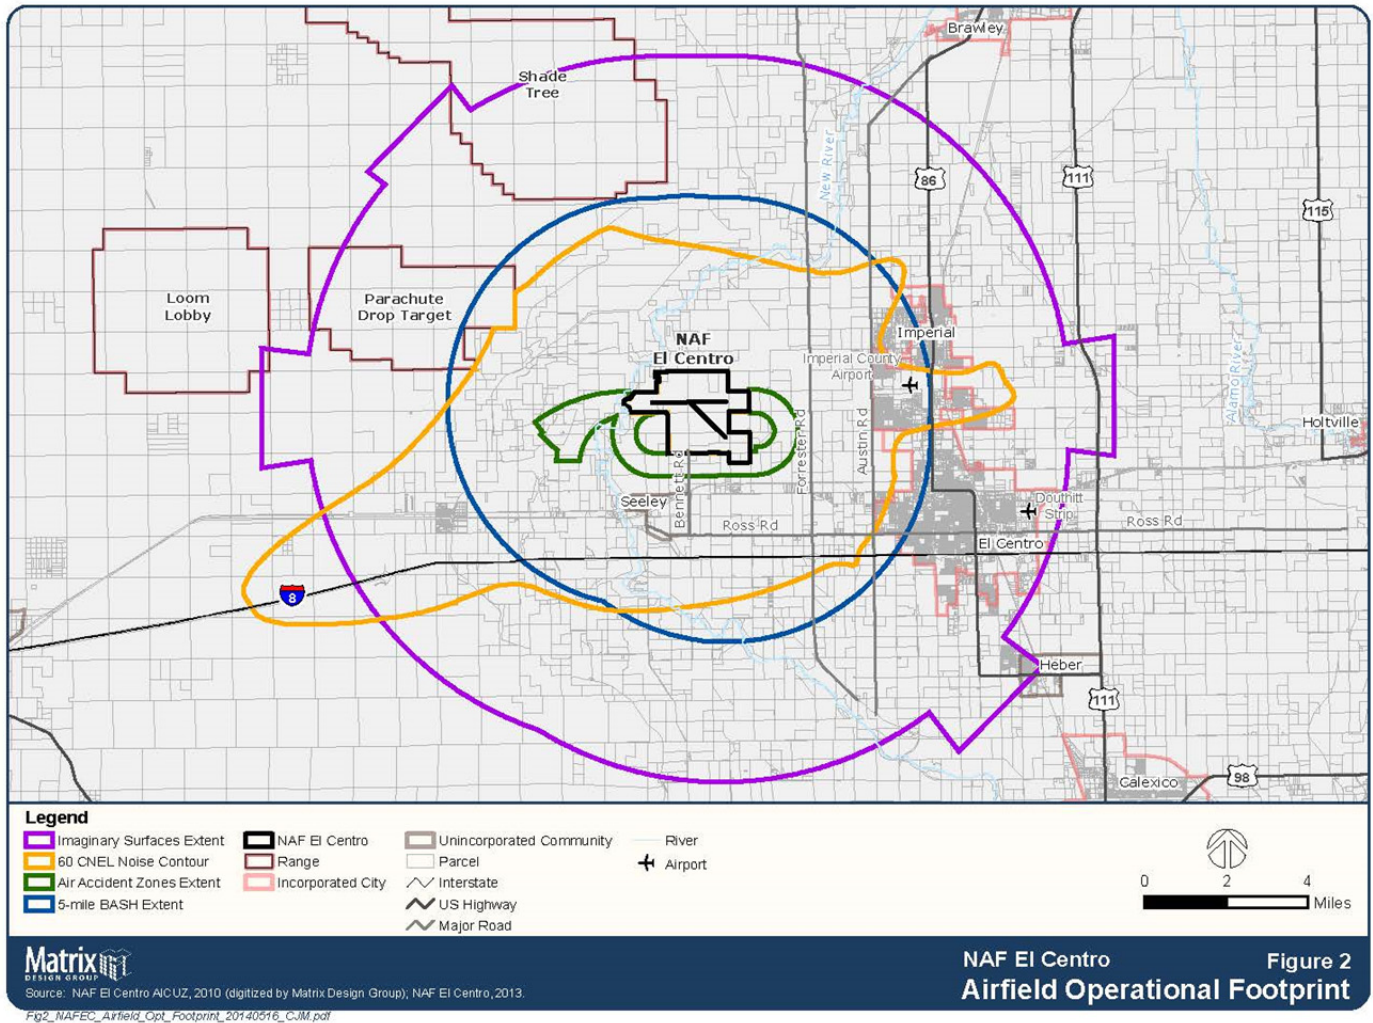 Brawley
Shade
Tree
New River
86
111
115
Loom
Lobby
Parachute
Drop Target
Imperial
NAF
El Centro
Imperial County
Airport
Alamo River
Forrester Rd
Austin Rd
Holtville
Bennett Rd
Seeley
Douthitt
Strip
Ross Rd
Ross Rd
El Centro
8
Heber
111
Calexico
98
Legend
Imaginary Surfaces Extent
60 CNEL Noise Contour
Air Accident Zones Extent
5-mile BASH Extent
NAF El Centro
Range
Incorporated City
Unincorporated Community
Parcel
Interstate
US Highway
Major Road
River
Airport
0 2 4
Miles
Matrix
DESIGN GROUP
Source: NAF El Centro AICUZ, 2010 (digitized by Matrix Design Group); NAF El Centro, 2013.
NAF El Centro Figure 2
Airfield Operational Footprint
Fig2_NAFEC_Airfield_Opt_Footprint_20140516_CJM.pdf